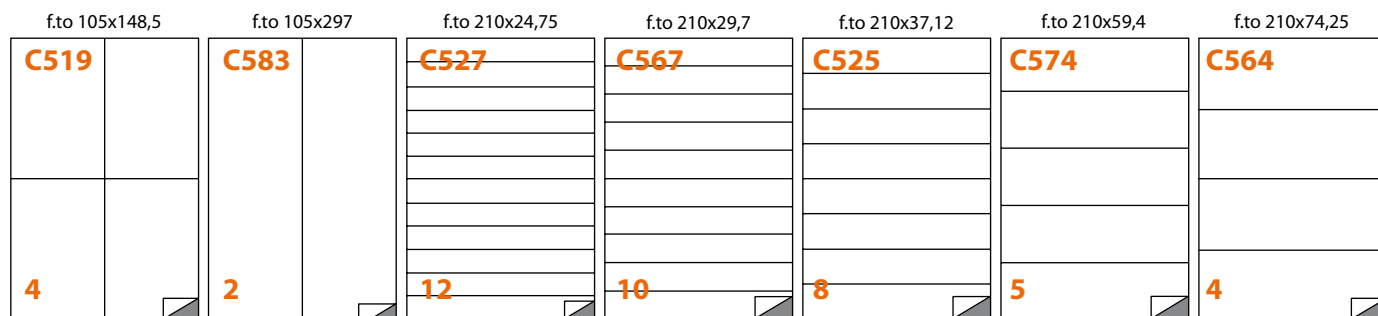 f.to 105x148,5
f.to 105x297
f.to 210x24,75
f.to 210x29,7
f.to 210x37,12
f.to 210x59,4
f.to 210x74,25
C519
C583
C527
C567
C525
C574
C564
4
2
12
10
8
5
4